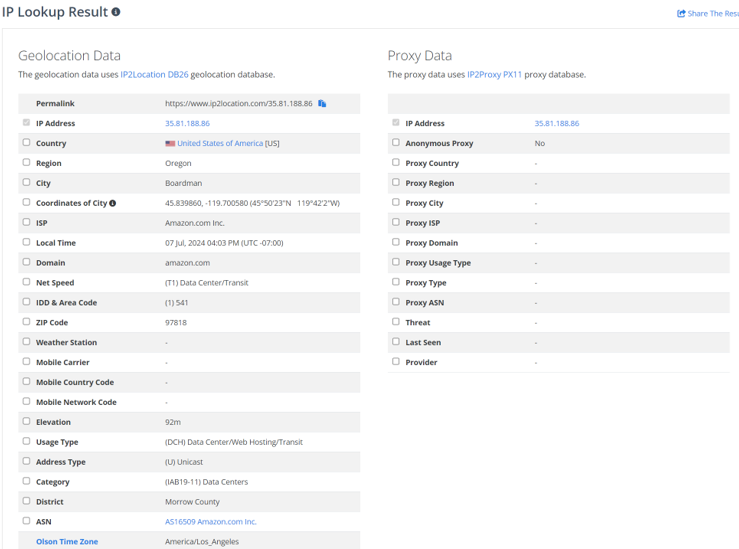 IP Lookup Result
Share The Resu
Geolocation Data
The geolocation data uses IP2Location DB26 geolocation database.
Permalink https://www.ip2location.com/35.81.188.86
IP Address 35.81.188.86
Country United States of America [US]
Region Oregon
City Boardman
Coordinates of City 45.839860, -119.700580 (45°50'23"N 119°42'2"W)
ISP Amazon.com Inc.
Local Time 07 Jul, 2024 04:03 PM (UTC -07:00)
Domain amazon.com
Net Speed (T1) Data Center/Transit
IDD & Area Code (1) 541
ZIP Code 97818
Weather Station -
Mobile Carrier -
Mobile Country Code -
Mobile Network Code -
Elevation 92m
Usage Type (DCH) Data Center/Web Hosting/Transit
Address Type (U) Unicast
Category (IAB19-11) Data Centers
District Morrow County
ASN AS16509 Amazon.com Inc.
Olson Time Zone America/Los_Angeles
Proxy Data
The proxy data uses IP2Proxy PX11 proxy database.
IP Address 35.81.188.86
Anonymous Proxy No
Proxy Country -
Proxy Region -
Proxy City -
Proxy ISP -
Proxy Domain -
Proxy Usage Type -
Proxy Type -
Proxy ASN -
Threat -
Last Seen -
Provider -